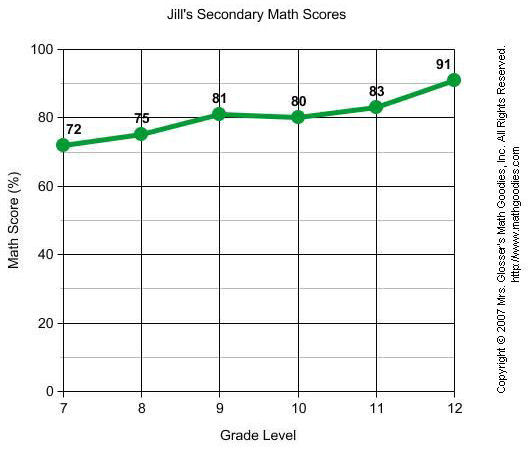 Jill's Secondary Math Scores
100
80
60
40
20
0
Math Score (%)
72
75
81
80
83
91
7 8 9 10 11 12
Grade Level
Copyright © 2007 Mrs. Glosser's Math Goodies, Inc. All Rights Reserved.
http://www.mathgoodies.com